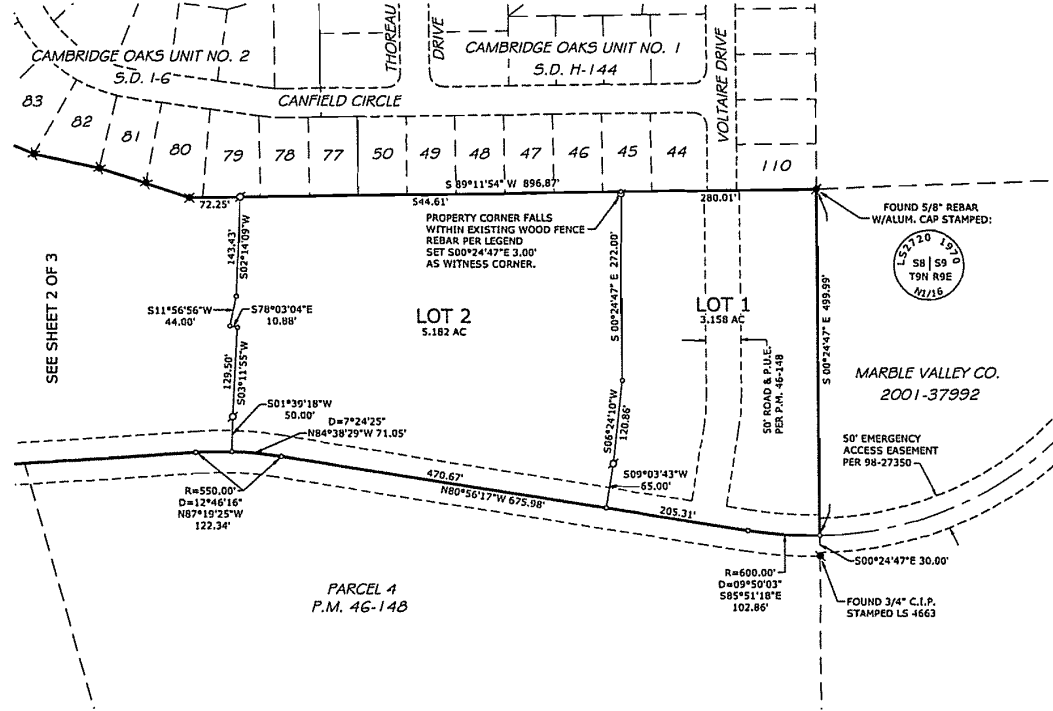 CAMBRIDGE OAKS UNIT NO. 2
S.D. I-6
THOREAU
DRIVE
CAMBRIDGE OAKS UNIT NO. 1
S.D. H-144
VOLTAIRE DRIVE
CANFIELD CIRCLE
83
82
81
80
79
78
77
50
49
48
47
46
45
44
110
S 89°11'54" W 896.87'
72.25'
544.61'
280.01'
PROPERTY CORNER FALLS
WITHIN EXISTING WOOD FENCE
REBAR PER LEGEND
SET S00°24'47"E 3.00'
AS WITNESS CORNER.
FOUND 5/8" REBAR
W/ALUM. CAP STAMPED:
LS2720 1970
S8 | S9
T9N R9E
N1/16
143.43'
S02°14'09"W
S 00°24'47" E 272.00'
S 00°24'47" E 499.99'
SEE SHEET 2 OF 3
S11°56'56"W
44.00'
S78°03'04"E
10.88'
LOT 2
5.182 AC
LOT 1
3.158 AC
129.50'
S03°11'55"W
50' ROAD & P.U.E.
PER P.M. 46-148
MARBLE VALLEY CO.
2001-37992
S01°39'18"W
50.00'
D=7°24'25"
N84°38'29"W 71.05'
S06°24'10"W
120.86'
50' EMERGENCY
ACCESS EASEMENT
PER 98-27350
S09°03'43"W
65.00'
470.67'
N80°56'17"W 675.98'
205.31'
R=550.00'
D=12°46'16"
N87°19'25"W
122.34'
S00°24'47"E 30.00'
R=600.00'
D=09°50'03"
S85°51'18"E
102.86'
PARCEL 4
P.M. 46-148
FOUND 3/4" C.I.P.
STAMPED LS 4663